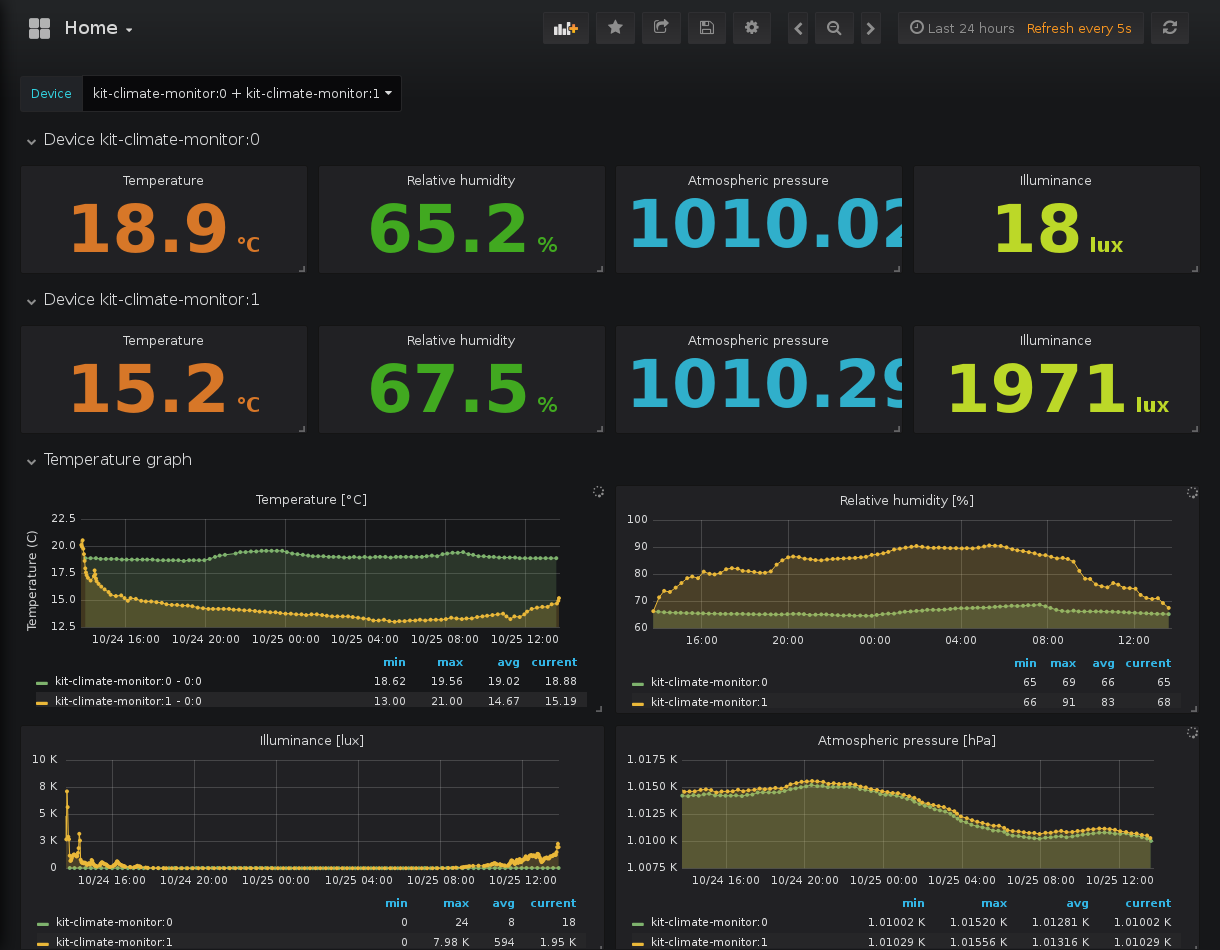 Home
Last 24 hours Refresh every 5s
Device kit-climate-monitor:0 + kit-climate-monitor:1
Device kit-climate-monitor:0
Temperature Relative humidity Atmospheric pressure Illuminance
18.9 °C 65.2 % 1010.02 18 lux
Device kit-climate-monitor:1
Temperature Relative humidity Atmospheric pressure Illuminance
15.2 °C 67.5 % 1010.29 1971 lux
Temperature graph
Temperature [°C]
Temperature (C)
22.5
20.0
17.5
15.0
12.5
10/24 16:00 10/24 20:00 10/25 00:00 10/25 04:00 10/25 08:00 10/25 12:00
min max avg current
kit-climate-monitor:0 - 0:0 18.62 19.56 19.02 18.88
kit-climate-monitor:1 - 0:0 13.00 21.00 14.67 15.19
Relative humidity [%]
100
90
80
70
60
16:00 20:00 00:00 04:00 08:00 12:00
min max avg current
kit-climate-monitor:0 65 69 66 65
kit-climate-monitor:1 66 91 83 68
Illuminance [lux]
10 K
8 K
5 K
3 K
0
10/24 16:00 10/24 20:00 10/25 00:00 10/25 04:00 10/25 08:00 10/25 12:00
min max avg current
kit-climate-monitor:0 0 24 8 18
kit-climate-monitor:1 0 7.98 K 594 1.95 K
Atmospheric pressure [hPa]
1.0175 K
1.0150 K
1.0125 K
1.0100 K
1.0075 K
10/24 16:00 10/24 20:00 10/25 00:00 10/25 04:00 10/25 08:00 10/25 12:00
min max avg current
kit-climate-monitor:0 1.01002 K 1.01520 K 1.01281 K 1.01002 K
kit-climate-monitor:1 1.01029 K 1.01556 K 1.01316 K 1.01029 K